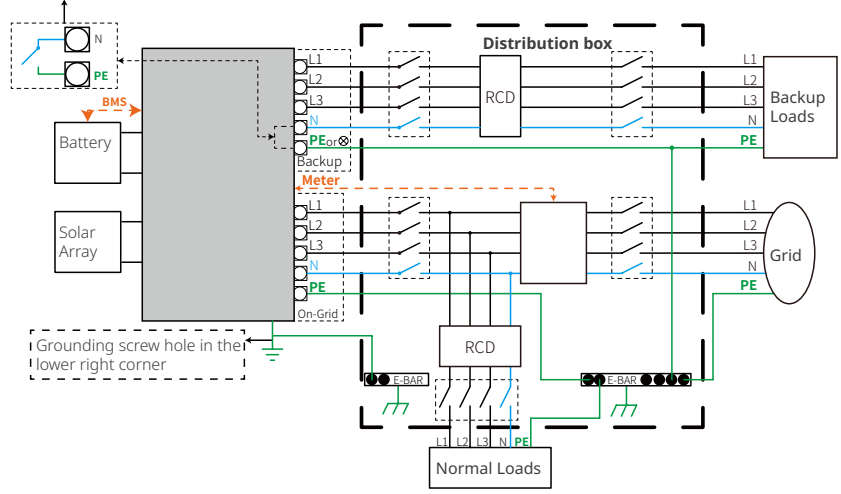 N
PE
BMS
Battery
Solar
Array
Grounding screw hole in the
lower right corner
L1
L2
L3
N
PE or ⊗
Backup
Meter
L1
L2
L3
N
PE
On-Grid
Distribution box
RCD
L1
L2
L3
N
PE
Backup
Loads
L1
L2
L3
N
PE
Grid
RCD
E-BAR
E-BAR
L1 L2 L3 N PE
Normal Loads